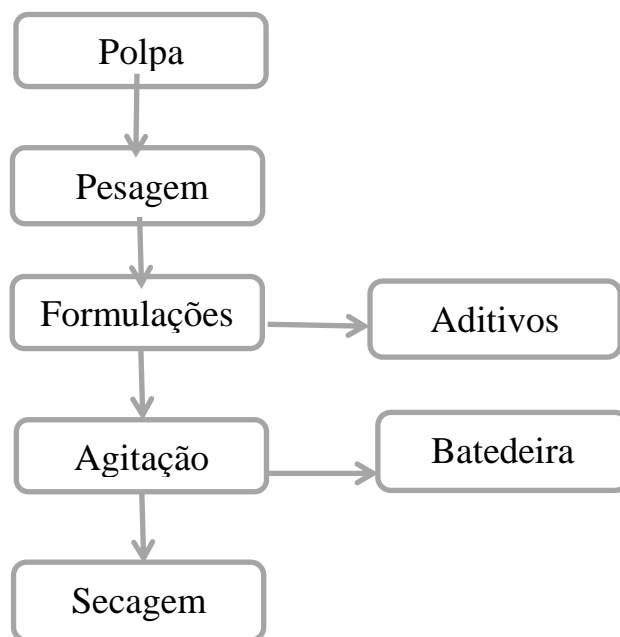 Polpa
Pesagem
Formulações
Aditivos
Agitação
Batedeira
Secagem